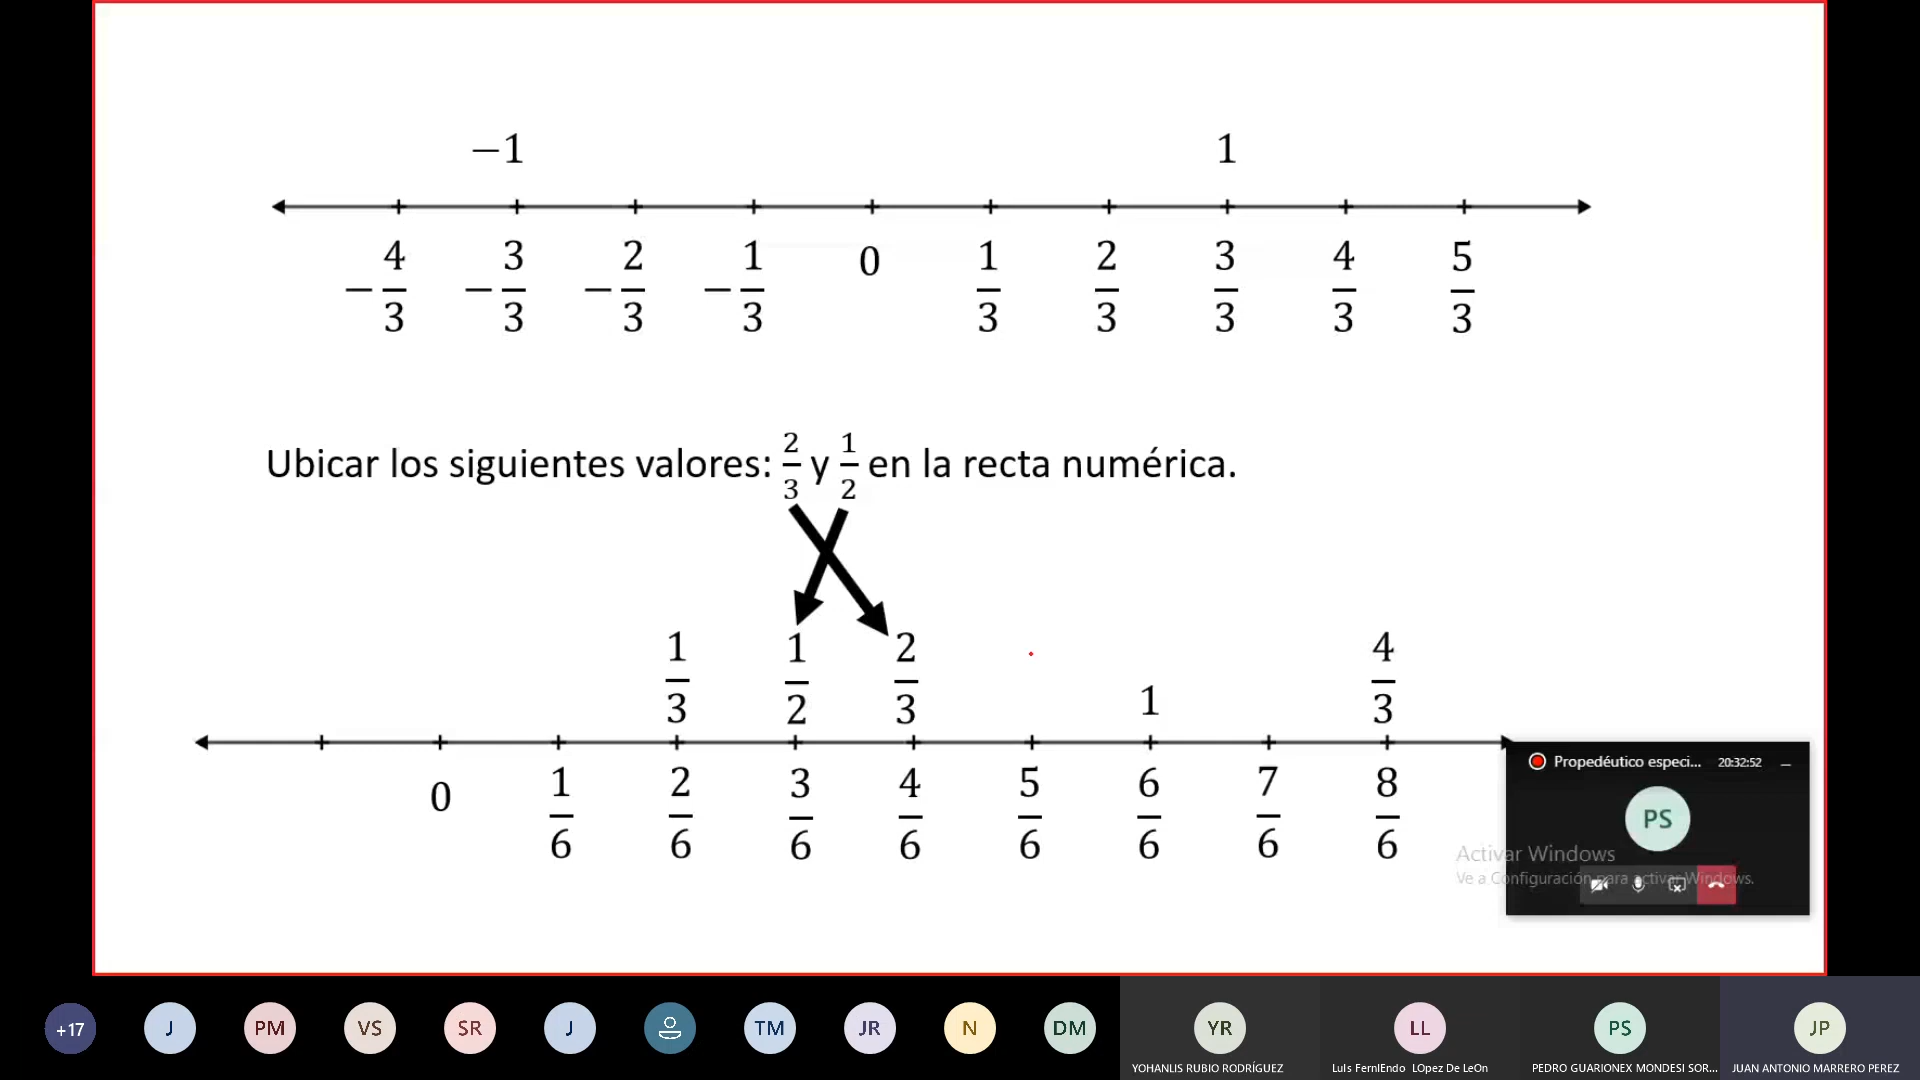 −1 1
−4/3 −3/3 −2/3 −1/3 0 1/3 2/3 3/3 4/3 5/3
Ubicar los siguientes valores: 2/3 y 1/2 en la recta numérica.
1/3 1/2 2/3 1 4/3
0 1/6 2/6 3/6 4/6 5/6 6/6 7/6 8/6
Propedéutico especi... 20:32:52
PS
Activar Windows
Ve a Configuración para activar Windows.
+17 J PM VS SR J TM JR N DM YR LL PS JP
YOHANLIS RUBIO RODRÍGUEZ
LuIs FernIEndo LOpez De LeOn
PEDRO GUARIONEX MONDESI SOR...
JUAN ANTONIO MARRERO PEREZ